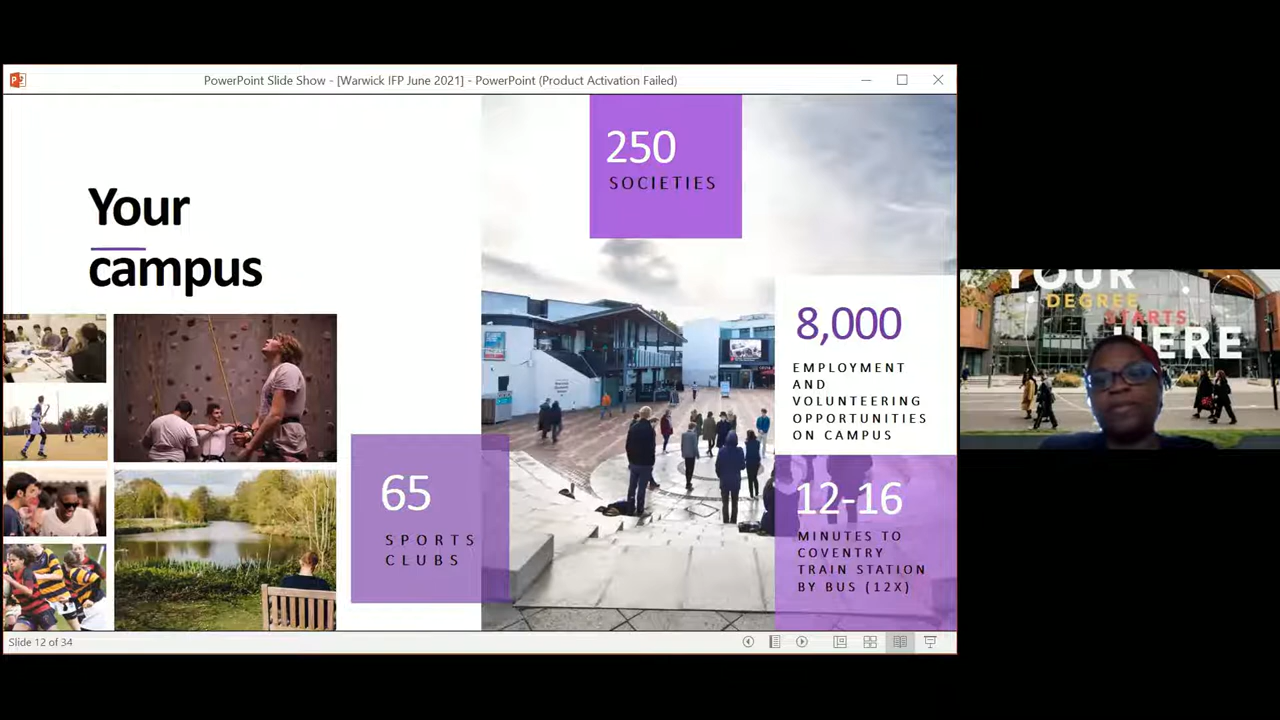 PowerPoint Slide Show - [Warwick IFP June 2021] - PowerPoint (Product Activation Failed)
Your
campus
250
SOCIETIES
8,000
EMPLOYMENT
AND
VOLUNTEERING
OPPORTUNITIES
ON CAMPUS
65
SPORTS
CLUBS
12-16
MINUTES TO
COVENTRY
TRAIN STATION
BY BUS (12X)
Slide 12 of 34
YOUR
DEGREE
STARTS
HERE